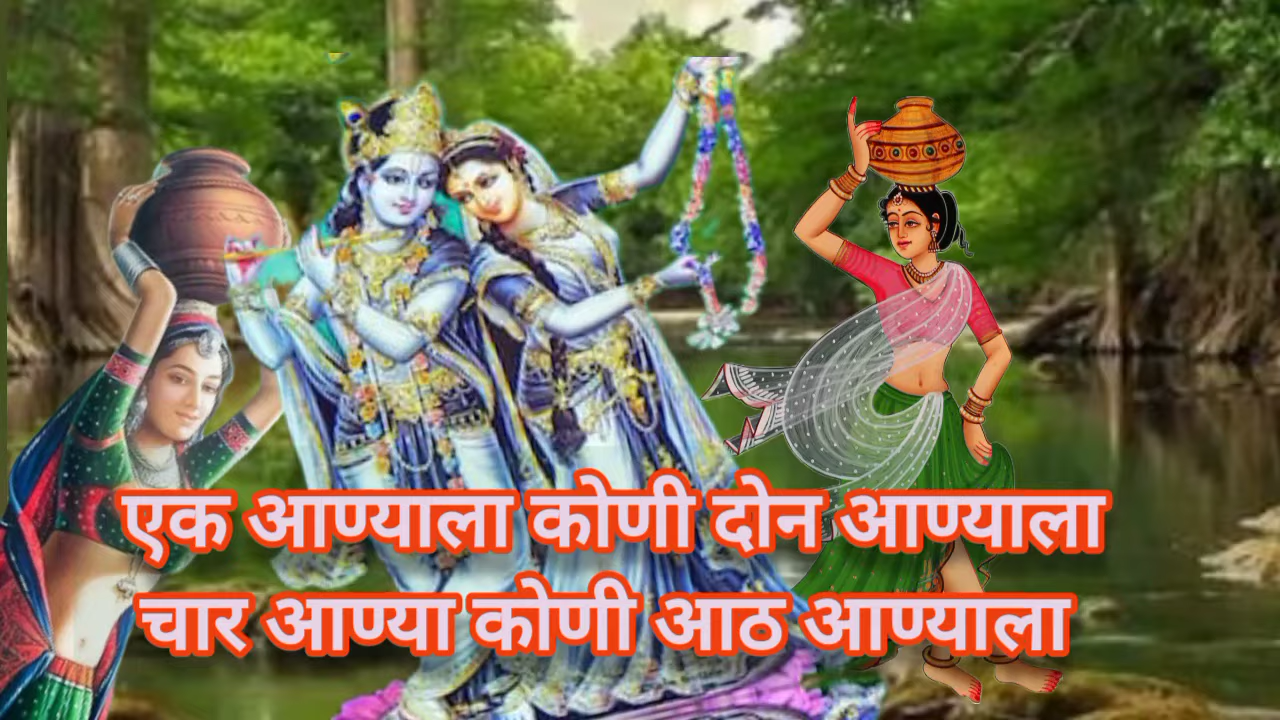 एक आण्याला कोणी दोन आण्याला
चार आण्या कोणी आठ आण्याला